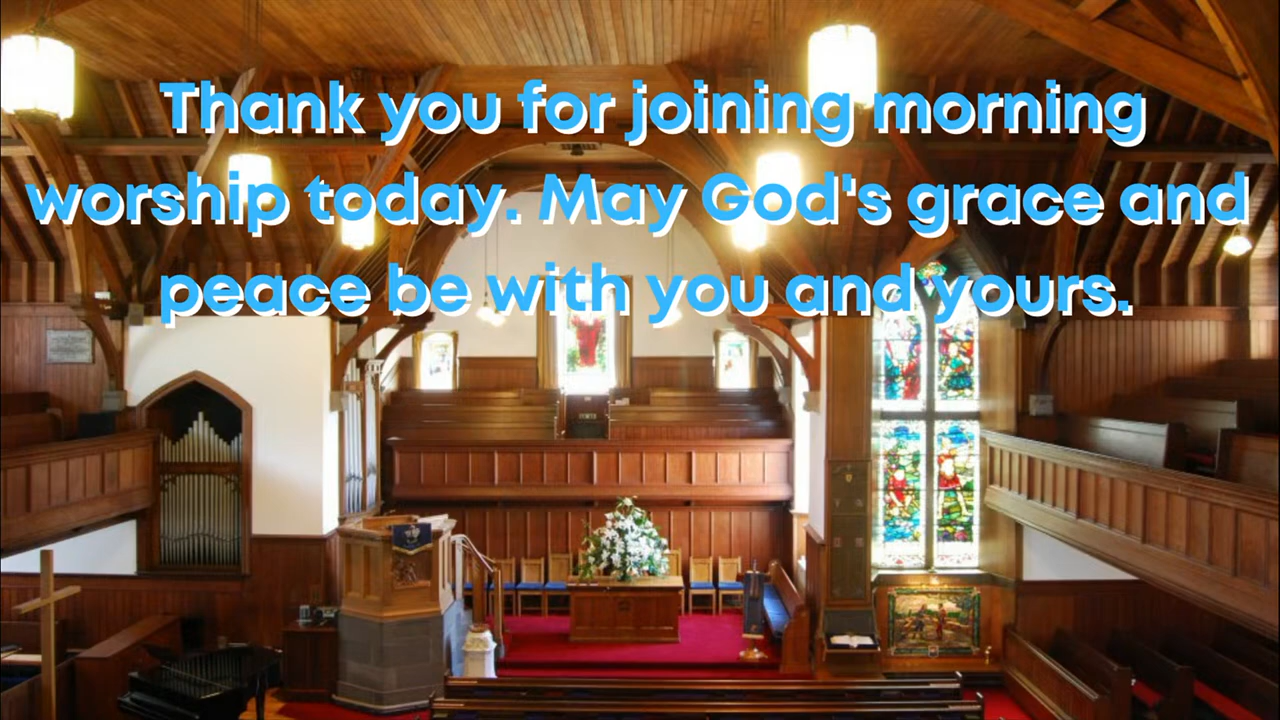 Thank you for joining morning
worship today. May God's grace and
peace be with you and yours.